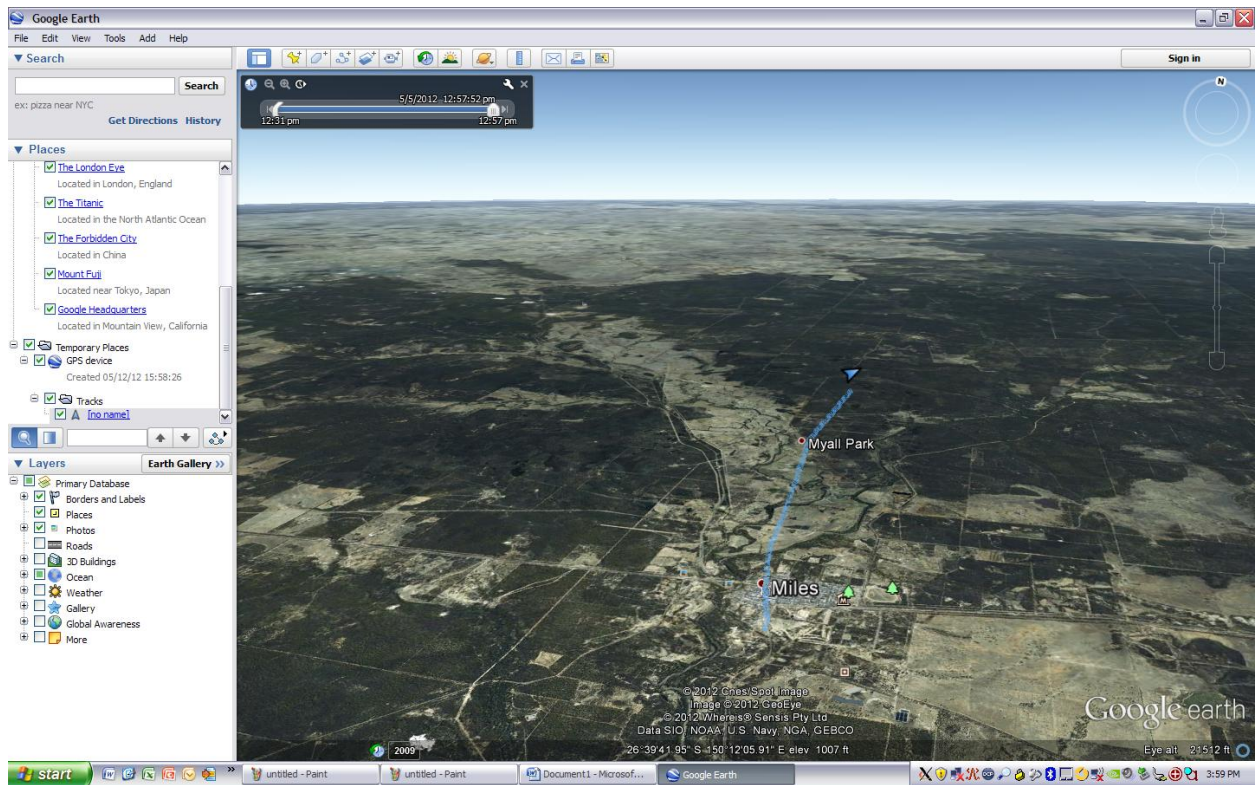 Google Earth
File Edit View Tools Add Help
Search
Sign in
Search
ex: pizza near NYC
Get Directions History
5/5/2012 12:57:52 pm
12:31 pm 12:57 pm
N
Places
The London Eye
Located in London, England
The Titanic
Located in the North Atlantic Ocean
The Forbidden City
Located in China
Mount Fuji
Located near Tokyo, Japan
Google Headquarters
Located in Mountain View, California
Temporary Places
GPS device
Created 05/12/12 15:58:26
Tracks
[no name]
Layers Earth Gallery >>
Primary Database
Borders and Labels
Places
Photos
Roads
3D Buildings
Ocean
Weather
Gallery
Global Awareness
More
Myall Park
Miles
M
© 2012 Cnes/Spot Image
Image © 2012 GeoEye
© 2012 Whereis® Sensis Pty Ltd
Data SIO, NOAA, U.S. Navy, NGA, GEBCO
Google earth
2009
26°39'41.95" S 150°12'05.91" E elev 1007 ft
Eye alt 21512 ft
start
untitled - Paint
untitled - Paint
Document1 - Microsof...
Google Earth
3:59 PM